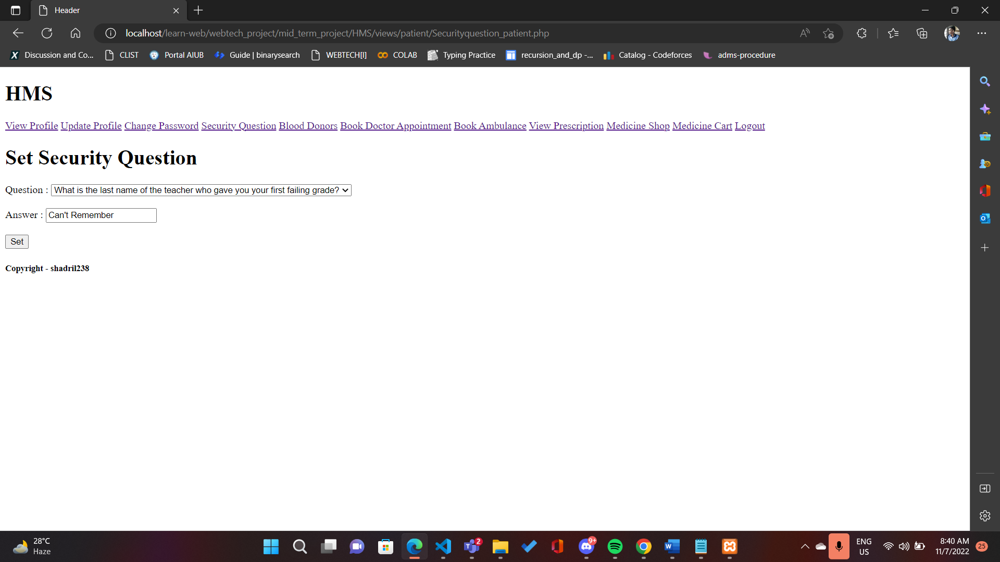 Header
localhost/learn-web/webtech_project/mid_term_project/HMS/views/patient/Securityquestion_patient.php
Discussion and Co... CLIST Portal AIUB Guide | binarysearch WEBTECH[I] COLAB Typing Practice recursion_and_dp -... Catalog - Codeforces adms-procedure
HMS
View Profile Update Profile Change Password Security Question Blood Donors Book Doctor Appointment Book Ambulance View Prescription Medicine Shop Medicine Cart Logout
Set Security Question
Question : What is the last name of the teacher who gave you your first failing grade?
Answer : Can't Remember
Set
Copyright - shadril238
28°C
Haze
2
9+
ENG
US
8:40 AM
11/7/2022
25